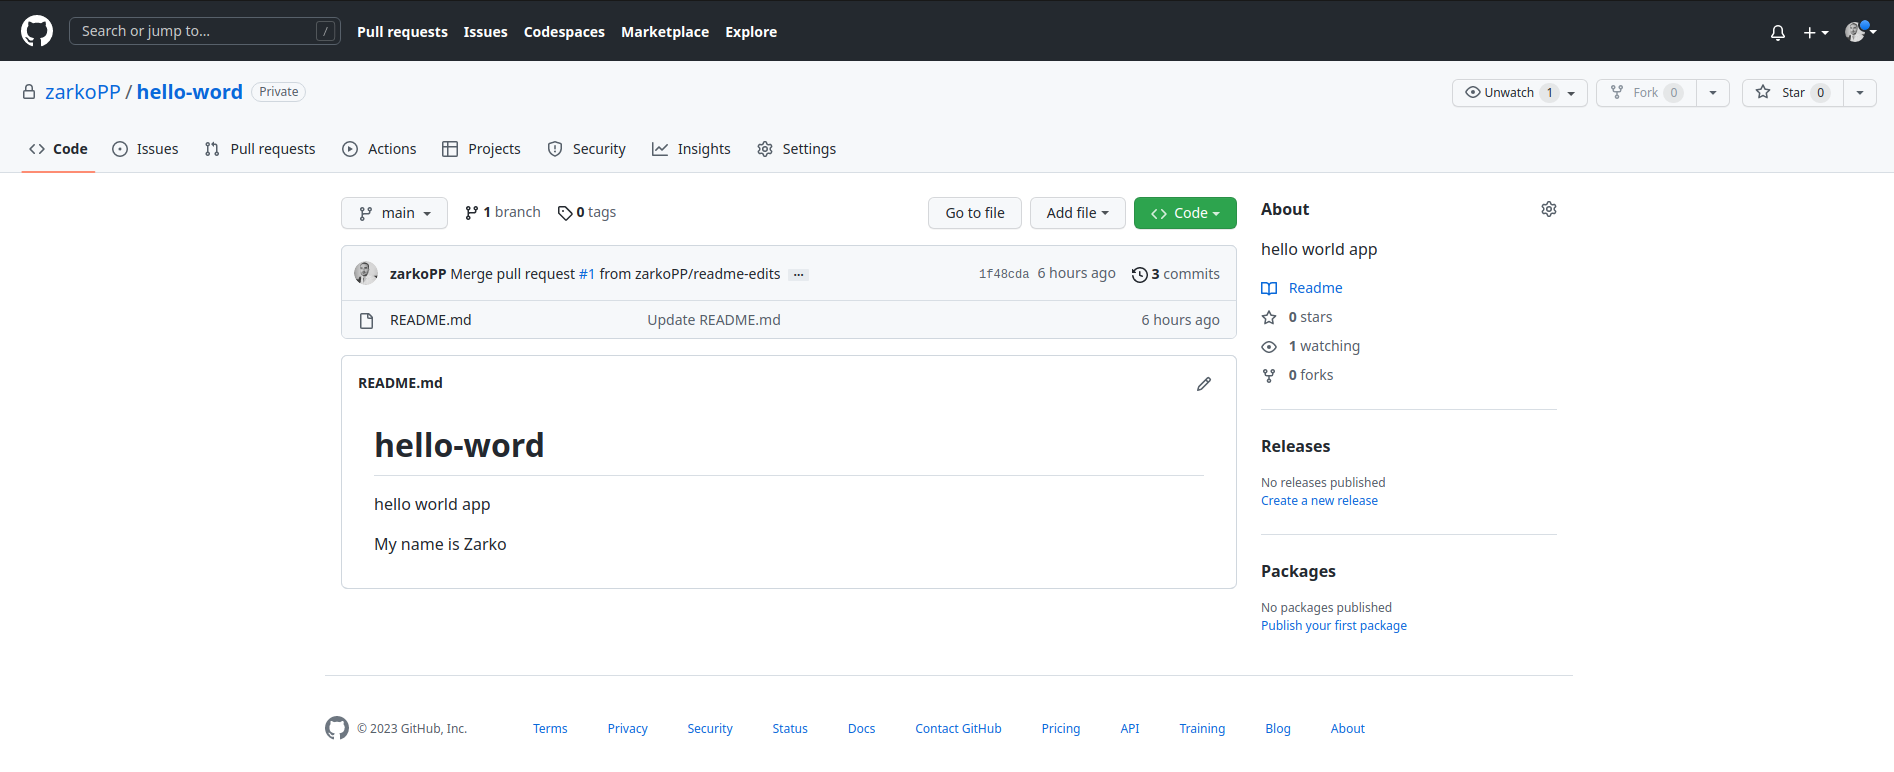 Search or jump to... /
Pull requests Issues Codespaces Marketplace Explore
zarkoPP / hello-word Private
Unwatch 1 Fork 0 Star 0
Code Issues Pull requests Actions Projects Security Insights Settings
main 1 branch 0 tags Go to file Add file Code
zarkoPP Merge pull request #1 from zarkoPP/readme-edits ... 1f48cda 6 hours ago 3 commits
README.md Update README.md 6 hours ago
README.md
hello-word
hello world app
My name is Zarko
About
hello world app
Readme
0 stars
1 watching
0 forks
Releases
No releases published
Create a new release
Packages
No packages published
Publish your first package
© 2023 GitHub, Inc. Terms Privacy Security Status Docs Contact GitHub Pricing API Training Blog About